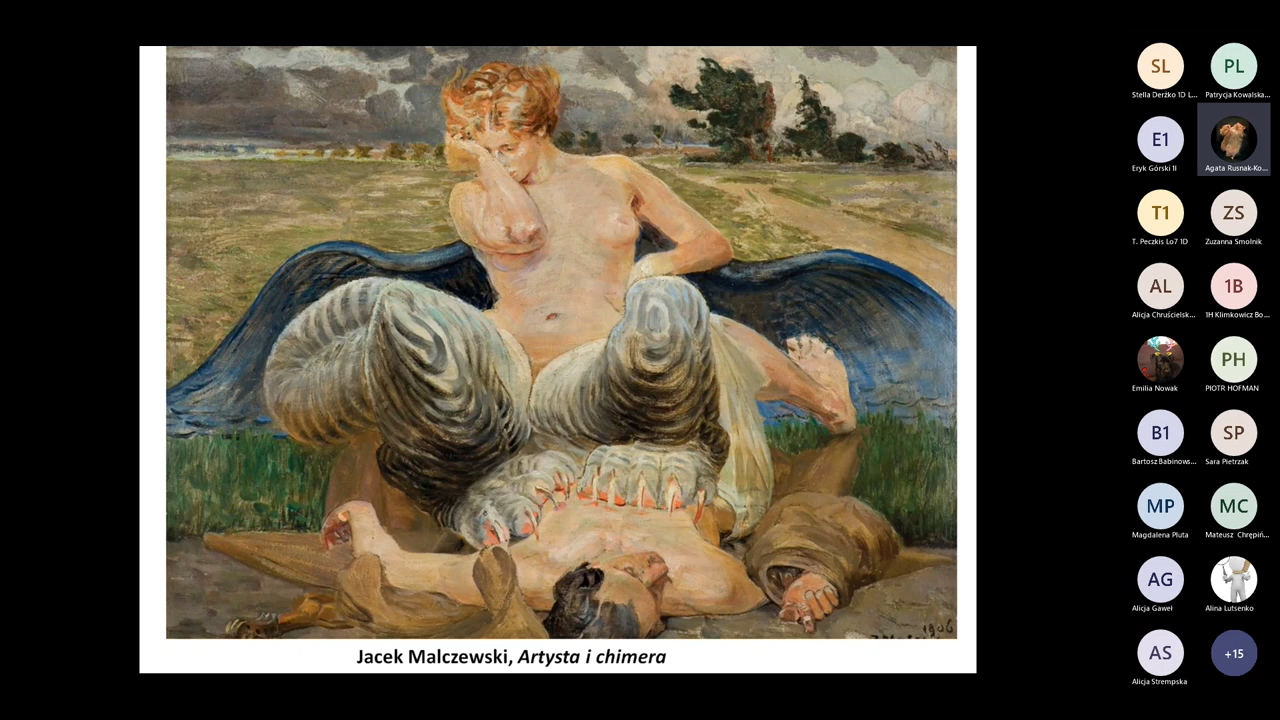 1906
Jacek Malczewski, Artysta i chimera
SL
Stella Derżko 1D L...
PL
Patrycja Kowalska...
E1
Eryk Górski 1I
Agata Rusnak-Ko...
T1
T. Peczkis Lo7 1D
ZS
Zuzanna Smolnik
AL
Alicja Chruścielsk...
1B
1H Klimkowicz Bo...
Emilia Nowak
PH
PIOTR HOFMAN
B1
Bartosz Babinows...
SP
Sara Pietrzak
MP
Magdalena Pluta
MC
Mateusz Chrępiń...
AG
Alicja Gaweł
Alina Lutsenko
AS
Alicja Strempska
+15